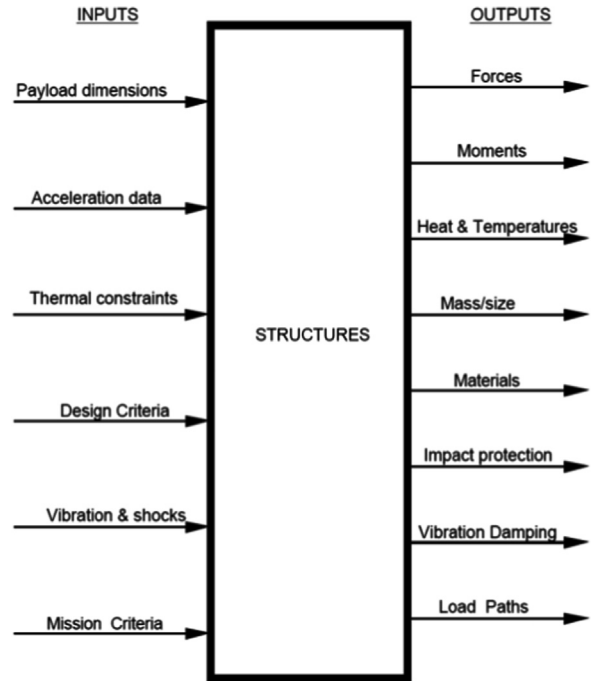 INPUTS
Payload dimensions
Acceleration data
Thermal constraints
Design Criteria
Vibration & shocks
Mission Criteria
STRUCTURES
OUTPUTS
Forces
Moments
Heat & Temperatures
Mass/size
Materials
Impact protection
Vibration Damping
Load Paths